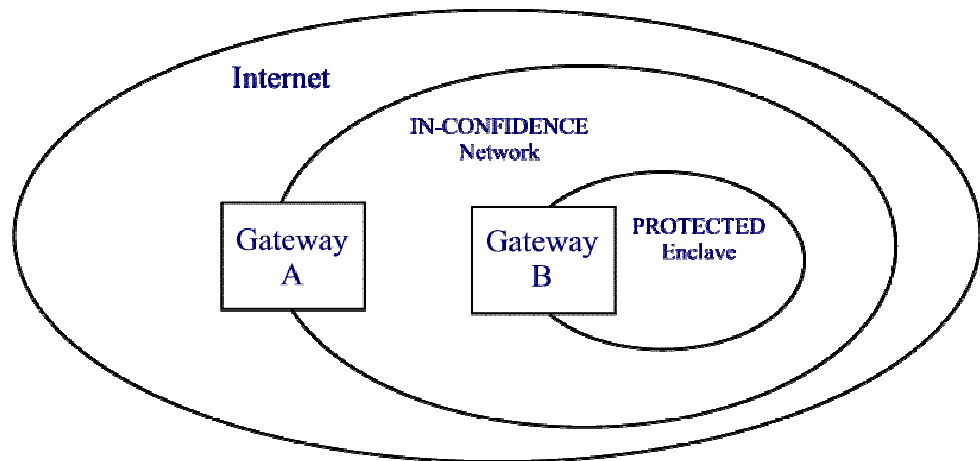 Internet
IN-CONFIDENCE
Network
Gateway
A
Gateway
B
PROTECTED
Enclave